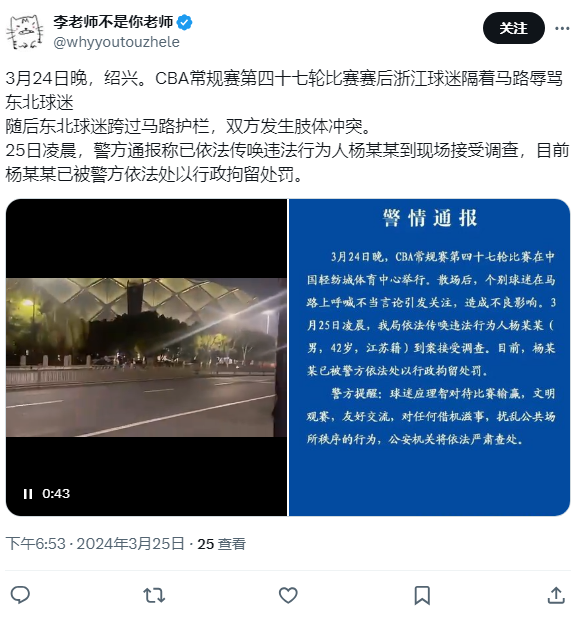 李老师不是你老师
@whyyoutouzhele
关注
3月24日晚，绍兴。CBA常规赛第四十七轮比赛赛后浙江球迷隔着马路辱骂
东北球迷
随后东北球迷跨过马路护栏，双方发生肢体冲突。
25日凌晨，警方通报称已依法传唤违法行为人杨某某到现场接受调查，目前
杨某某已被警方依法处以行政拘留处罚。
0:43
警情通报
3月24日晚，CBA常规赛第四十七轮比赛在中
国轻纺城体育中心举行。散场后，个别球迷在马
路上呼喊不当言论引发关注，造成不良影响。3
月25日凌晨，我局依法传唤违法行为人杨某某（
男，42岁，江苏籍）到案接受调查。目前，杨某
某已被警方依法处以行政拘留处罚。
警方提醒：球迷应理智对待比赛输赢，文明
观赛，友好交流，对任何借机滋事，扰乱公共场
所秩序的行为，公安机关将依法严肃查处。
下午6:53 · 2024年3月25日 · 25 查看